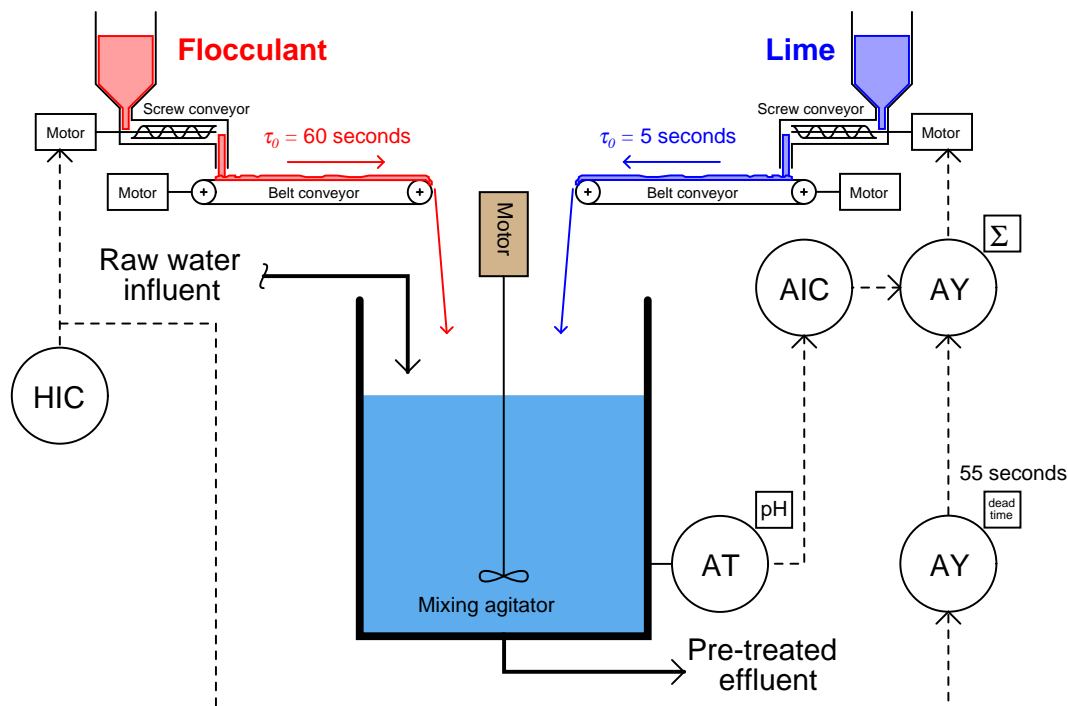 Flocculant
Lime
Screw conveyor
Screw conveyor
Motor
τ0 = 60 seconds
τ0 = 5 seconds
Motor
Motor
Belt conveyor
Belt conveyor
Motor
Motor
Σ
Raw water
influent
AIC
AY
HIC
55 seconds
pH
dead
time
AT
AY
Mixing agitator
Pre-treated
effluent